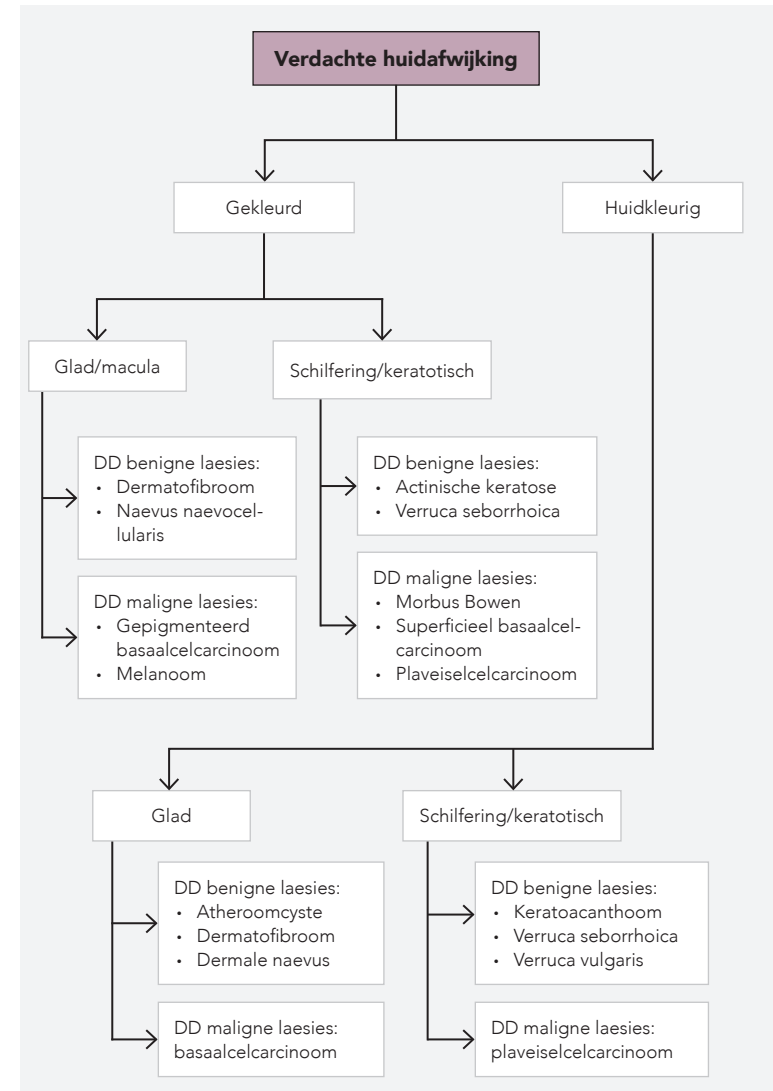 Verdachte huidafwijking
Gekleurd
Huidkleurig
Glad/macula
Schilfering/keratotisch
DD benigne laesies:
• Dermatofibroom
• Naevus naevocel-
lularis
DD benigne laesies:
• Actinische keratose
• Verruca seborrhoica
DD maligne laesies:
• Gepigmenteerd
basaalcelcarcinoom
• Melanoom
DD maligne laesies:
• Morbus Bowen
• Superficieel basaalcel-
carcinoom
• Plaveiselcelcarcinoom
Glad
Schilfering/keratotisch
DD benigne laesies:
• Atheroomcyste
• Dermatofibroom
• Dermale naevus
DD benigne laesies:
• Keratoacanthoom
• Verruca seborrhoica
• Verruca vulgaris
DD maligne laesies:
basaalcelcarcinoom
DD maligne laesies:
plaveiselcelcarcinoom